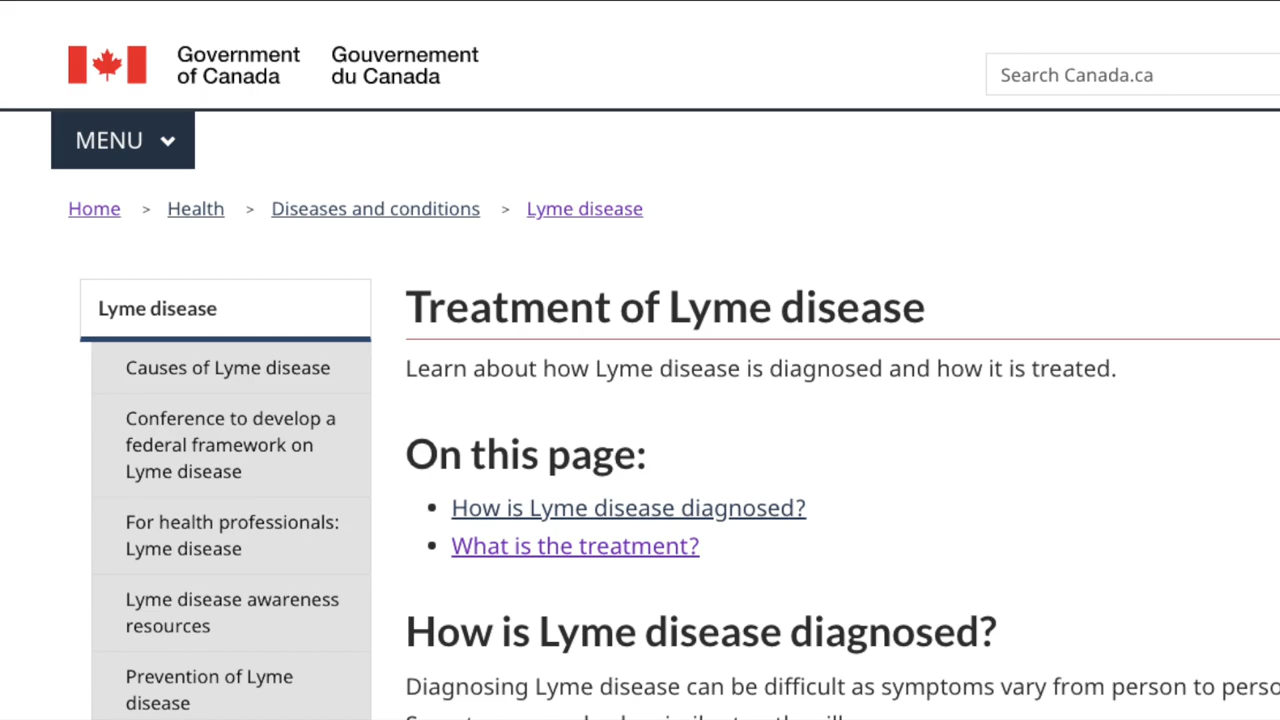 Government
of Canada
Gouvernement
du Canada
Search Canada.ca
MENU
Home > Health > Diseases and conditions > Lyme disease
Lyme disease
Causes of Lyme disease
Conference to develop a
federal framework on
Lyme disease
For health professionals:
Lyme disease
Lyme disease awareness
resources
Prevention of Lyme
disease
Treatment of Lyme disease
Learn about how Lyme disease is diagnosed and how it is treated.
On this page:
• How is Lyme disease diagnosed?
• What is the treatment?
How is Lyme disease diagnosed?
Diagnosing Lyme disease can be difficult as symptoms vary from person to